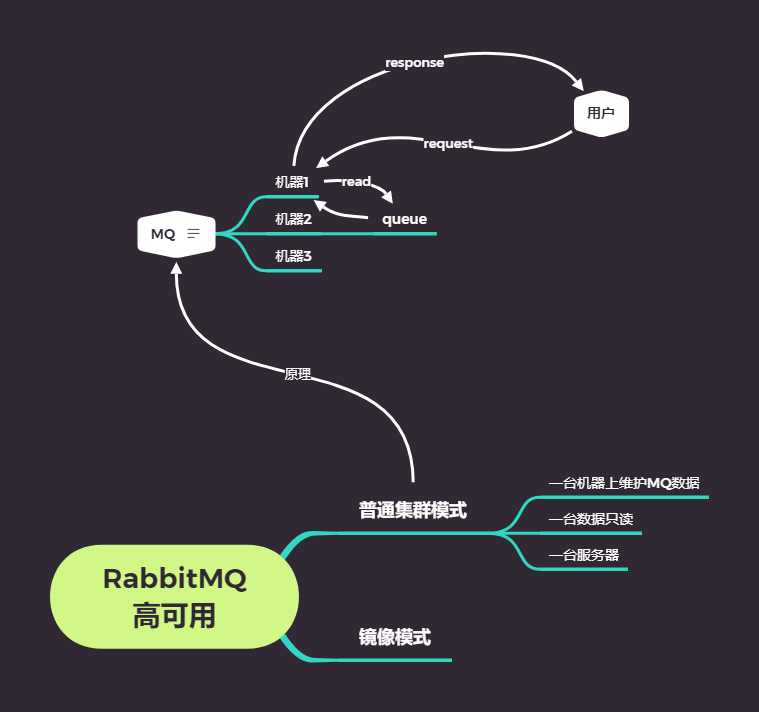 response
用户
request
机器1
read
机器2
queue
MQ
机器3
原理
一台机器上维护MQ数据
普通集群模式
一台数据只读
一台服务器
RabbitMQ
高可用
镜像模式